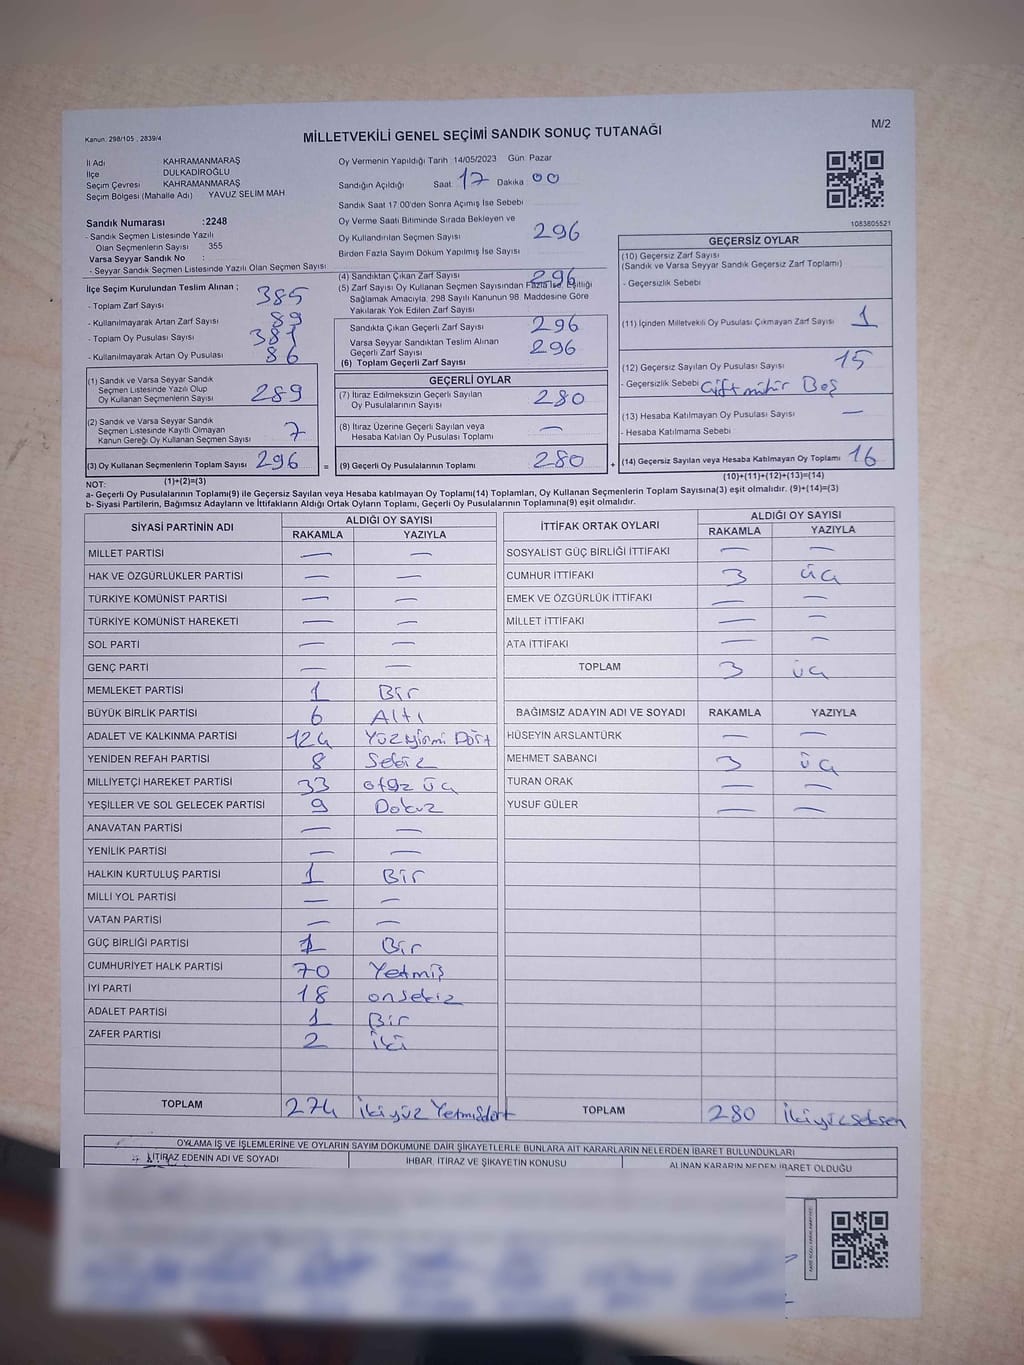 Kanun: 298/105 , 2839/4
MİLLETVEKİLİ GENEL SEÇİMİ SANDIK SONUÇ TUTANAĞI
M/2
İl Adı KAHRAMANMARAŞ
İlçe DULKADİROĞLU
Seçim Çevresi KAHRAMANMARAŞ
Seçim Bölgesi (Mahalle Adı) YAVUZ SELİM MAH
Sandık Numarası :2248
- Sandık Seçmen Listesinde Yazılı
Olan Seçmenlerin Sayısı 355
Varsa Seyyar Sandık No :
- Seyyar Sandık Seçmen Listesinde Yazılı Olan Seçmen Sayısı
Oy Vermenin Yapıldığı Tarih 14/05/2023 Gün Pazar
Sandığın Açıldığı Saat 17 Dakika 00
Sandık Saat 17.00'den Sonra Açımış İse Sebebi
Oy Verme Saati Bitiminde Sırada Bekleyen ve
Oy Kullandırılan Seçmen Sayısı 296
Birden Fazla Sayım Döküm Yapılmış İse Sayısı
1083805521
İlçe Seçim Kurulundan Teslim Alınan ;
- Toplam Zarf Sayısı 385
- Kullanılmayarak Artan Zarf Sayısı 89
- Toplam Oy Pusulası Sayısı 381
- Kullanılmayarak Artan Oy Pusulası 86
(1) Sandık ve Varsa Seyyar Sandık
Seçmen Listesinde Yazılı Olup
Oy Kullanan Seçmenlerin Sayısı 289
(2) Sandık ve Varsa Seyyar Sandık
Seçmen Listesinde Kayıtlı Olmayan
Kanun Gereği Oy Kullanan Seçmen Sayısı 7
(3) Oy Kullanan Seçmenlerin Toplam Sayısı 296
(1)+(2)=(3)
(4) Sandıktan Çıkan Zarf Sayısı 296
(5) Zarf Sayısı Oy Kullanan Seçmen Sayısından Fazla İse, Eşitliği
Sağlamak Amacıyla, 298 Sayılı Kanunun 98. Maddesine Göre
Yakılarak Yok Edilen Zarf Sayısı
Sandıkta Çıkan Geçerli Zarf Sayısı 296
Varsa Seyyar Sandıktan Teslim Alınan
Geçerli Zarf Sayısı 296
(6) Toplam Geçerli Zarf Sayısı
GEÇERLİ OYLAR
(7) İtiraz Edilmeksizin Geçerli Sayılan
Oy Pusulalarının Sayısı 280
(8) İtiraz Üzerine Geçerli Sayılan veya
Hesaba Katılan Oy Pusulası Toplamı —
= (9) Geçerli Oy Pusulalarının Toplamı 280 +
GEÇERSİZ OYLAR
(10) Geçersiz Zarf Sayısı
(Sandık ve Varsa Seyyar Sandık Geçersiz Zarf Toplamı)
- Geçersizlik Sebebi
(11) İçinden Milletvekili Oy Pusulası Çıkmayan Zarf Sayısı 1
(12) Geçersiz Sayılan Oy Pusulası Sayısı 15
- Geçersizlik Sebebi Çift mühür Boş
(13) Hesaba Katılmayan Oy Pusulası Sayısı —
- Hesaba Katılmama Sebebi
(14) Geçersiz Sayılan veya Hesaba Katılmayan Oy Toplamı 16
(10)+(11)+(12)+(13)=(14)
NOT:
a- Geçerli Oy Pusulalarının Toplamı(9) ile Geçersiz Sayılan veya Hesaba katılmayan Oy Toplamı(14) Toplamları, Oy Kullanan Seçmenlerin Toplam Sayısına(3) eşit olmalıdır. (9)+(14)=(3)
b- Siyasi Partilerin, Bağımsız Adayların ve İttifakların Aldığı Ortak Oyların Toplamı, Geçerli Oy Pusulalarının Toplamına(9) eşit olmalıdır.
SİYASİ PARTİNİN ADI ALDIĞI OY SAYISI
RAKAMLA YAZIYLA
MİLLET PARTİSİ — —
HAK VE ÖZGÜRLÜKLER PARTİSİ — —
TÜRKİYE KOMÜNİST PARTİSİ — —
TÜRKİYE KOMÜNİST HAREKETİ — —
SOL PARTİ — —
GENÇ PARTİ — —
MEMLEKET PARTİSİ 1 Bir
BÜYÜK BİRLİK PARTİSİ 6 Altı
ADALET VE KALKINMA PARTİSİ 124 Yüzyirmi Dört
YENİDEN REFAH PARTİSİ 8 Sekiz
MİLLİYETÇİ HAREKET PARTİSİ 33 otuz üç
YEŞİLLER VE SOL GELECEK PARTİSİ 9 Dokuz
ANAVATAN PARTİSİ — —
YENİLİK PARTİSİ — —
HALKIN KURTULUŞ PARTİSİ 1 Bir
MİLLİ YOL PARTİSİ — —
VATAN PARTİSİ — —
GÜÇ BİRLİĞİ PARTİSİ 1 Bir
CUMHURİYET HALK PARTİSİ 70 Yetmiş
İYİ PARTİ 18 onsekiz
ADALET PARTİSİ 1 Bir
ZAFER PARTİSİ 2 iki
TOPLAM 274 İkiyüz Yetmişdört
İTTİFAK ORTAK OYLARI ALDIĞI OY SAYISI
RAKAMLA YAZIYLA
SOSYALİST GÜÇ BİRLİĞİ İTTİFAKI — —
CUMHUR İTTİFAKI 3 üç
EMEK VE ÖZGÜRLÜK İTTİFAKI — —
MİLLET İTTİFAKI — —
ATA İTTİFAKI — —
TOPLAM 3 üç
BAĞIMSIZ ADAYIN ADI VE SOYADI RAKAMLA YAZIYLA
HÜSEYİN ARSLANTÜRK — —
MEHMET SABANCI 3 üç
TURAN ORAK — —
YUSUF GÜLER — —
TOPLAM 280 İkiyüzseksen
OYLAMA İŞ VE İŞLEMLERİNE VE OYLARIN SAYIM DÖKÜMÜNE DAİR ŞİKAYETLERLE BUNLARA AİT KARARLARIN NELERDEN İBARET BULUNDUKLARI
İTİRAZ EDENİN ADI VE SOYADI İHBAR, İTİRAZ VE ŞİKAYETİN KONUSU ALINAN KARARIN NEDEN İBARET OLDUĞU